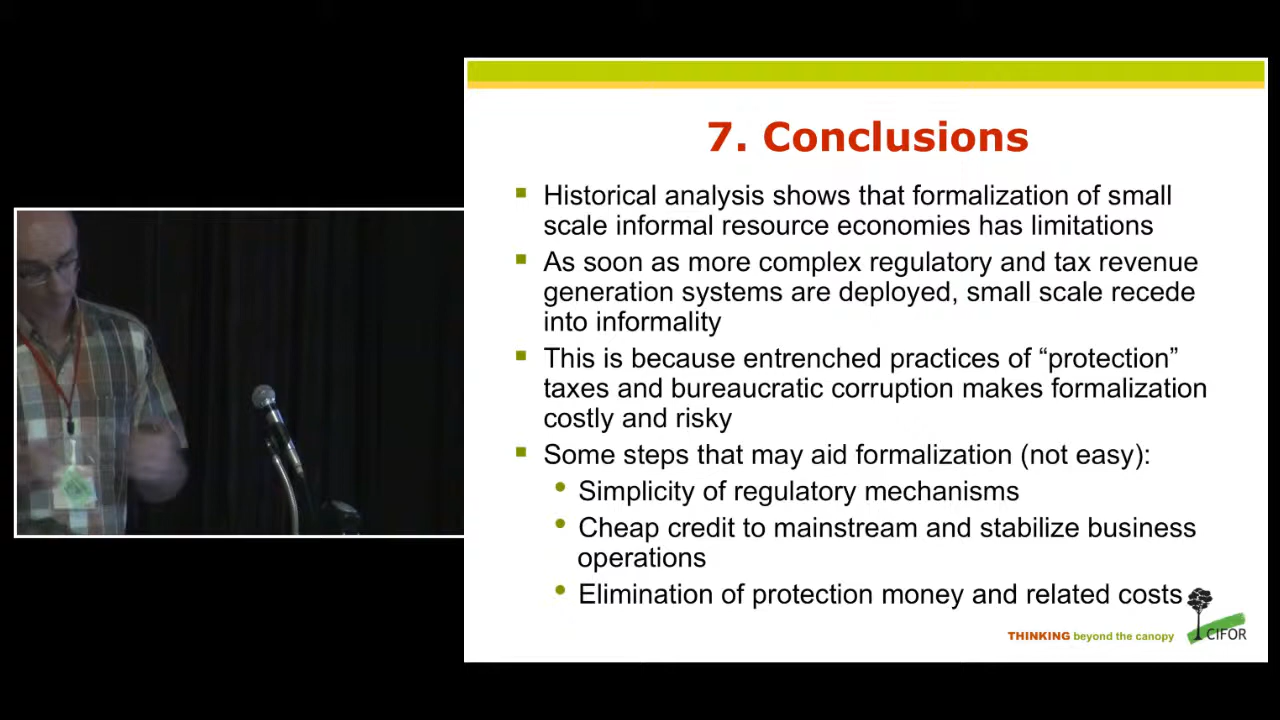 7. Conclusions
Historical analysis shows that formalization of small
scale informal resource economies has limitations
As soon as more complex regulatory and tax revenue
generation systems are deployed, small scale recede
into informality
This is because entrenched practices of “protection”
taxes and bureaucratic corruption makes formalization
costly and risky
Some steps that may aid formalization (not easy):
Simplicity of regulatory mechanisms
Cheap credit to mainstream and stabilize business
operations
Elimination of protection money and related costs
THINKING beyond the canopy
CIFOR